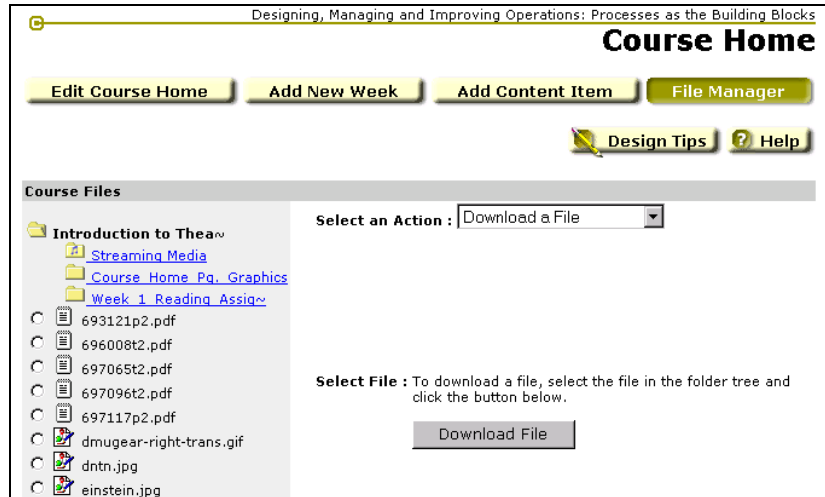 Designing, Managing and Improving Operations: Processes as the Building Blocks
Course Home
Edit Course Home
Add New Week
Add Content Item
File Manager
Design Tips
Help
Course Files
Introduction to Thea~
Streaming Media
Course Home Pg. Graphics
Week 1 Reading Assig~
693121p2.pdf
696008t2.pdf
697065t2.pdf
697096t2.pdf
697117p2.pdf
dmugear-right-trans.gif
dntn.jpg
einstein.jpg
Select an Action : Download a File
Select File : To download a file, select the file in the folder tree and
click the button below.
Download File